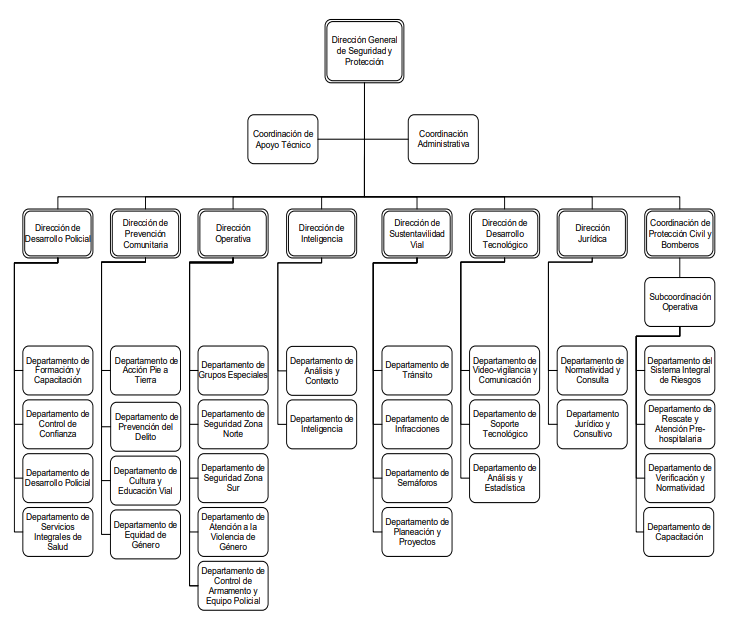 Dirección General
de Seguridad y
Protección
Coordinación de
Apoyo Técnico
Coordinación
Administrativa
Dirección de
Desarrollo Policial
Dirección de
Prevención
Comunitaria
Dirección
Operativa
Dirección de
Inteligencia
Dirección de
Sustentavilidad
Vial
Dirección de
Desarrollo
Tecnológico
Dirección
Jurídica
Coordinación de
Protección Civil y
Bomberos
Subcoordinación
Operativa
Departamento de
Formación y
Capacitación
Departamento de
Control de
Confianza
Departamento de
Desarrollo Policial
Departamento de
Servicios
Integrales de
Salud
Departamento de
Acción Pie a
Tierra
Departamento de
Prevención del
Delito
Departamento de
Cultura y
Educación Vial
Departamento de
Equidad de
Género
Departamento de
Grupos Especiales
Departamento de
Seguridad Zona
Norte
Departamento de
Seguridad Zona
Sur
Departamento de
Atención a la
Violencia de
Género
Departamento de
Control de
Armamento y
Equipo Policial
Departamento de
Análisis y
Contexto
Departamento de
Inteligencia
Departamento de
Tránsito
Departamento de
Infracciones
Departamento de
Semáforos
Departamento de
Planeación y
Proyectos
Departamento de
Video-vigilancia y
Comunicación
Departamento de
Soporte
Tecnológico
Departamento de
Análisis y
Estadística
Departamento de
Normatividad y
Consulta
Departamento
Jurídico y
Consultivo
Departamento del
Sistema Integral
de Riesgos
Departamento de
Rescate y
Atención Pre-
hospitalaria
Departamento de
Verificación y
Normatividad
Departamento de
Capacitación